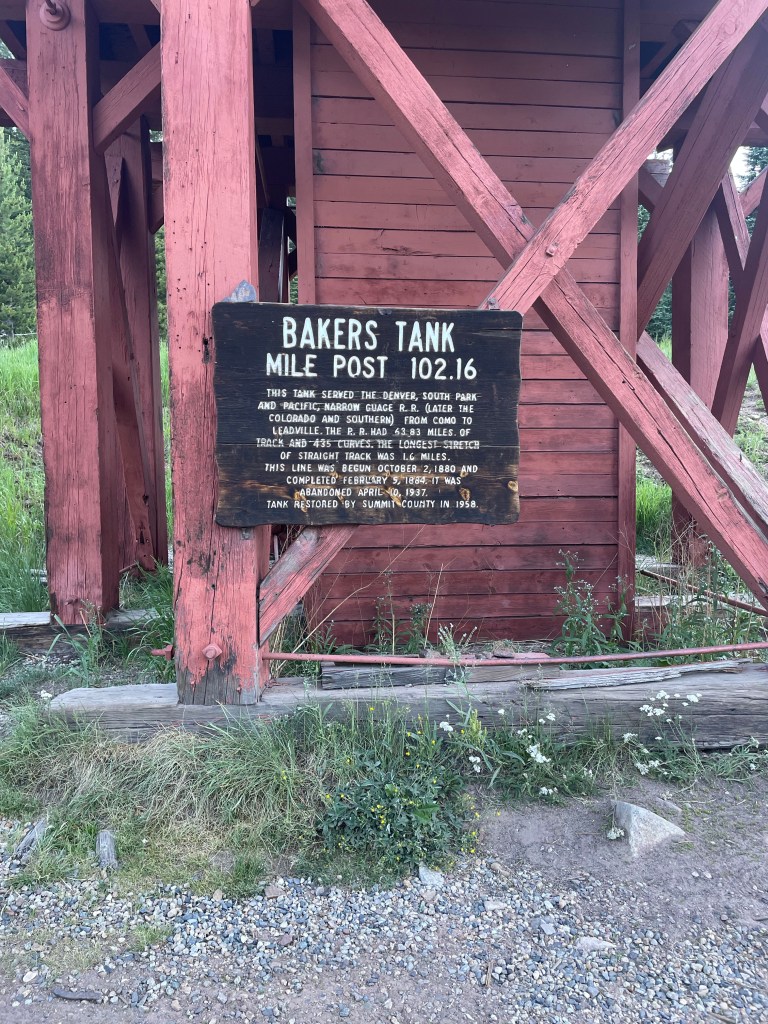 BAKERS TANK
MILE POST 102.16
THIS TANK SERVED THE DENVER, SOUTH PARK
AND PACIFIC, NARROW GUAGE R.R. (LATER THE
COLORADO AND SOUTHERN) FROM COMO TO
LEADVILLE. THE R.R. HAD 63.83 MILES. OF
TRACK AND 435 CURVES. THE LONGEST STRETCH
OF STRAIGHT TRACK WAS 1.6 MILES.
THIS LINE WAS BEGUN OCTOBER 2, 1880 AND
COMPLETED FEBRUARY 5, 1884. IT WAS
ABANDONED APRIL 10, 1937.
TANK RESTORED BY SUMMIT COUNTY IN 1958.